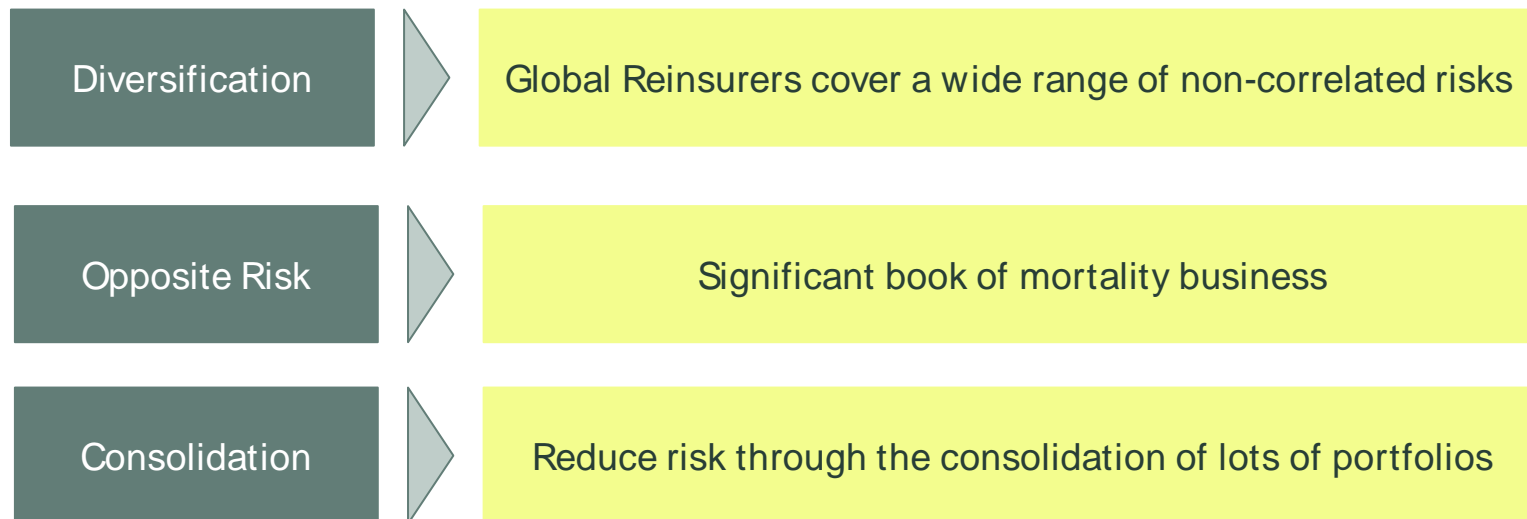 Diversification
Global Reinsurers cover a wide range of non-correlated risks
Opposite Risk
Significant book of mortality business
Consolidation
Reduce risk through the consolidation of lots of portfolios